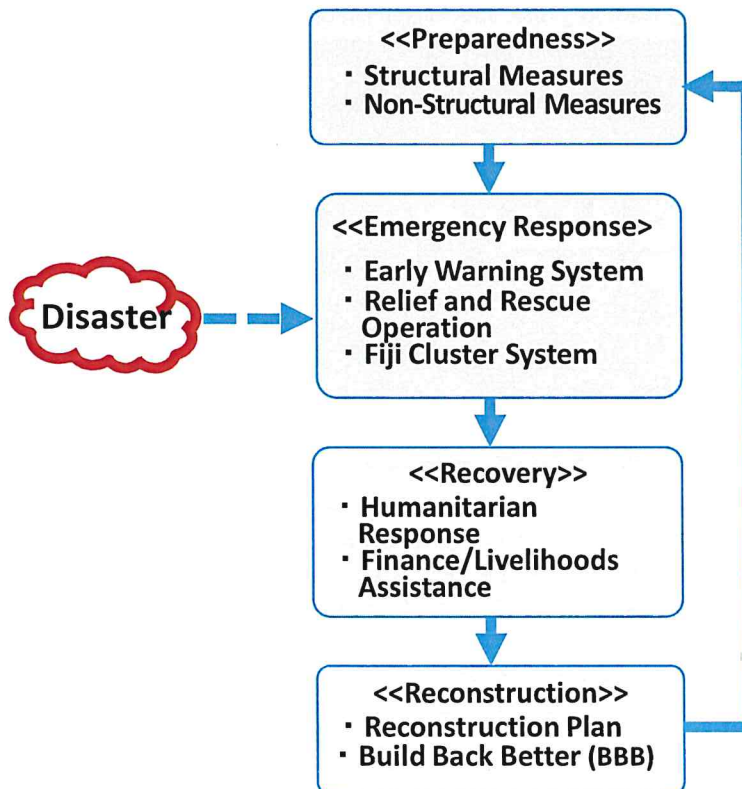 <<Preparedness>>
・Structural Measures
・Non-Structural Measures
<<Emergency Response>
・Early Warning System
・Relief and Rescue
Operation
・Fiji Cluster System
Disaster
<<Recovery>>
・Humanitarian
Response
・Finance/Livelihoods
Assistance
<<Reconstruction>>
・Reconstruction Plan
・Build Back Better (BBB)